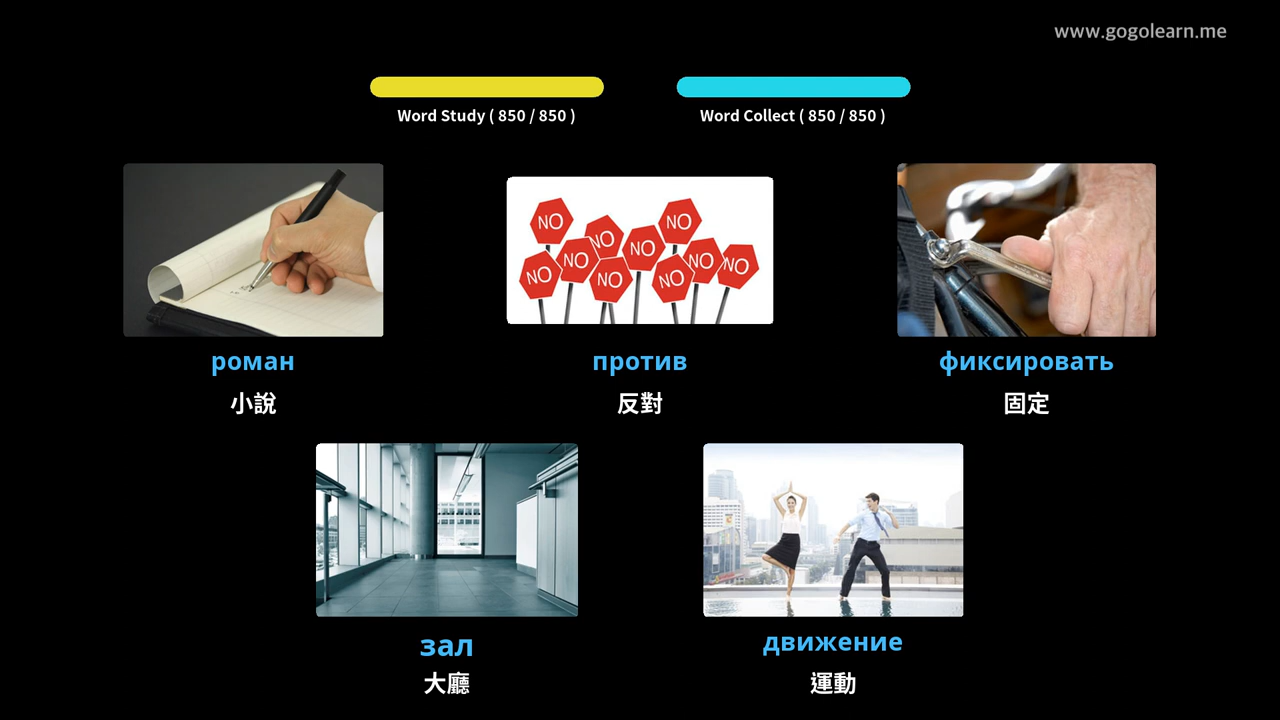 www.gogolearn.me
Word Study ( 850 / 850 )
Word Collect ( 850 / 850 )
NO
NO
NO
NO
NO
NO
NO
NO
NO
NO
роман
против
фиксировать
小說
反對
固定
зал
движение
大廳
運動